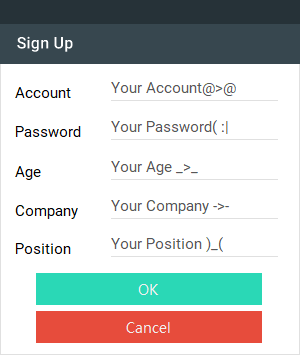 Sign Up
Account Your Account@>@
Password Your Password( :|
Age Your Age _>_
Company Your Company ->-
Position Your Position )_(
OK
Cancel